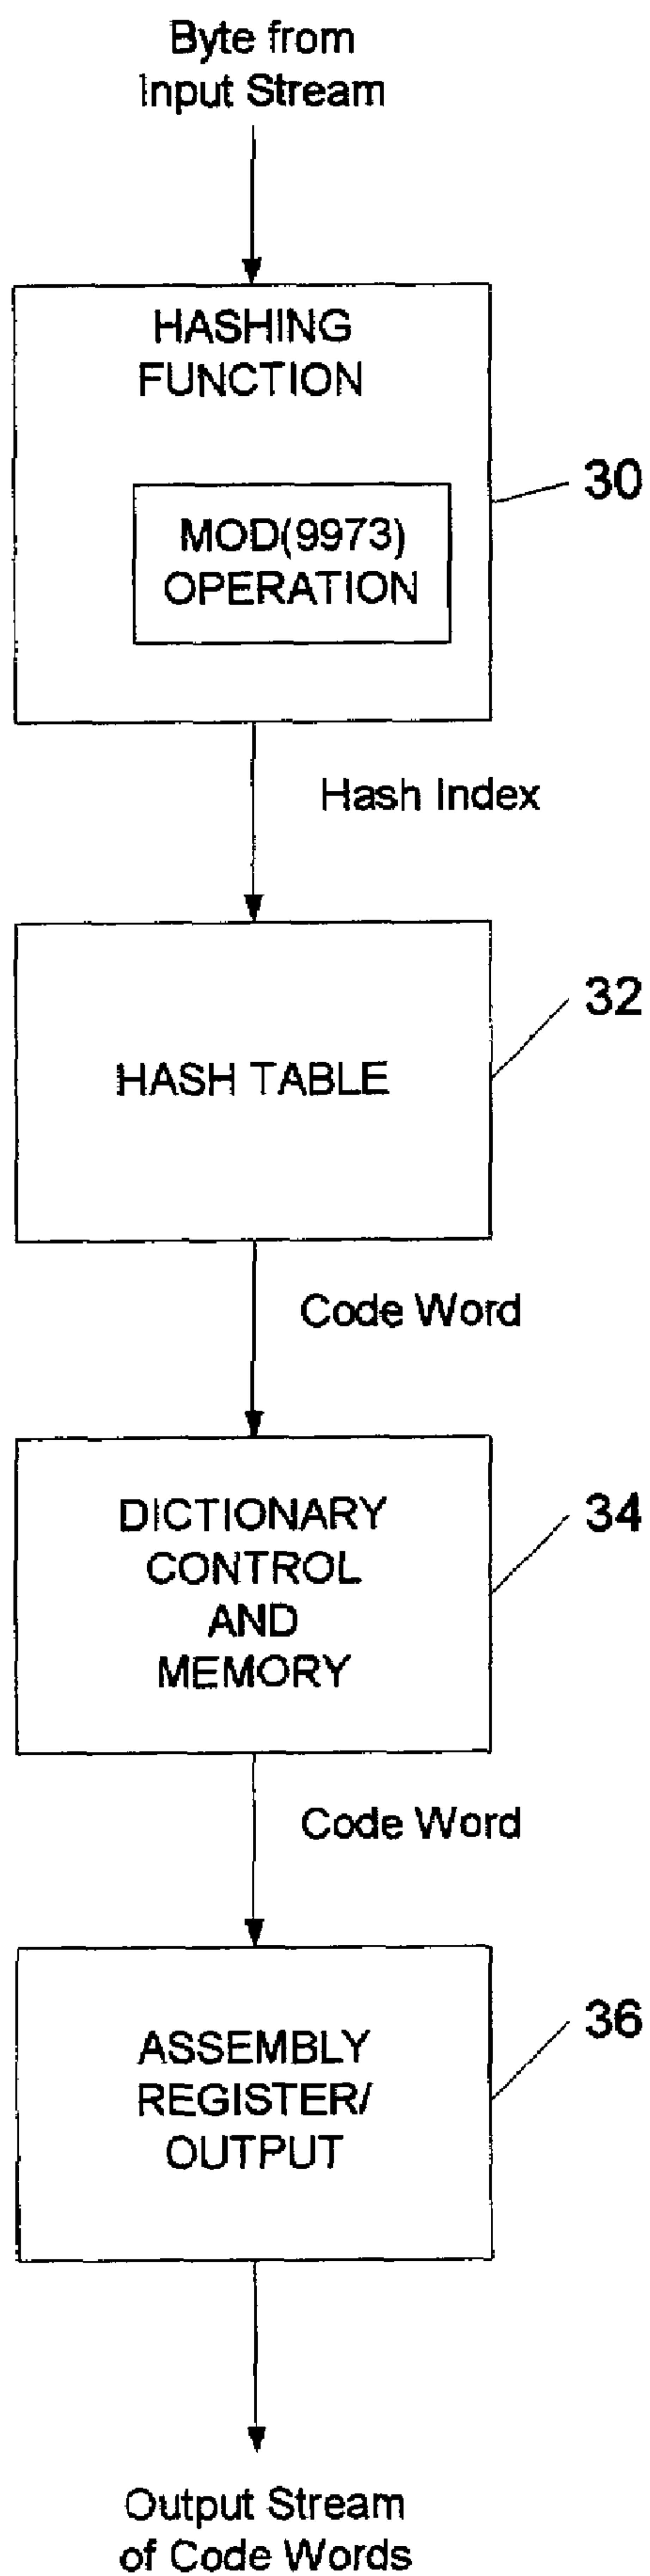 Byte from
Input Stream
HASHING
FUNCTION
30
MOD(9973)
OPERATION
Hash Index
32
HASH TABLE
Code Word
34
DICTIONARY
CONTROL
AND
MEMORY
Code Word
36
ASSEMBLY
REGISTER/
OUTPUT
Output Stream
of Code Words